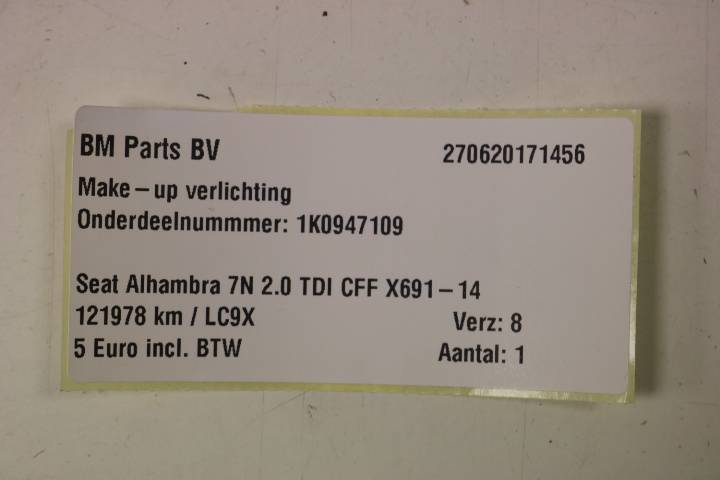 BM Parts BV 270620171456
Make-up verlichting
Onderdeelnummmer: 1K0947109
Seat Alhambra 7N 2.0 TDI CFF X691-14
121978 km / LC9X Verz: 8
5 Euro incl. BTW Aantal: 1